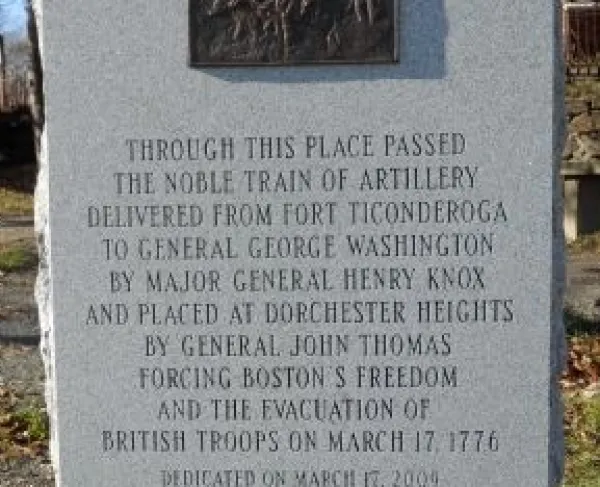 THROUGH THIS PLACE PASSED
THE NOBLE TRAIN OF ARTILLERY
DELIVERED FROM FORT TICONDEROGA
TO GENERAL GEORGE WASHINGTON
BY MAJOR GENERAL HENRY KNOX
AND PLACED AT DORCHESTER HEIGHTS
BY GENERAL JOHN THOMAS
FORCING BOSTON'S FREEDOM
AND THE EVACUATION OF
BRITISH TROOPS ON MARCH 17, 1776
DEDICATED ON MARCH 17, 2009